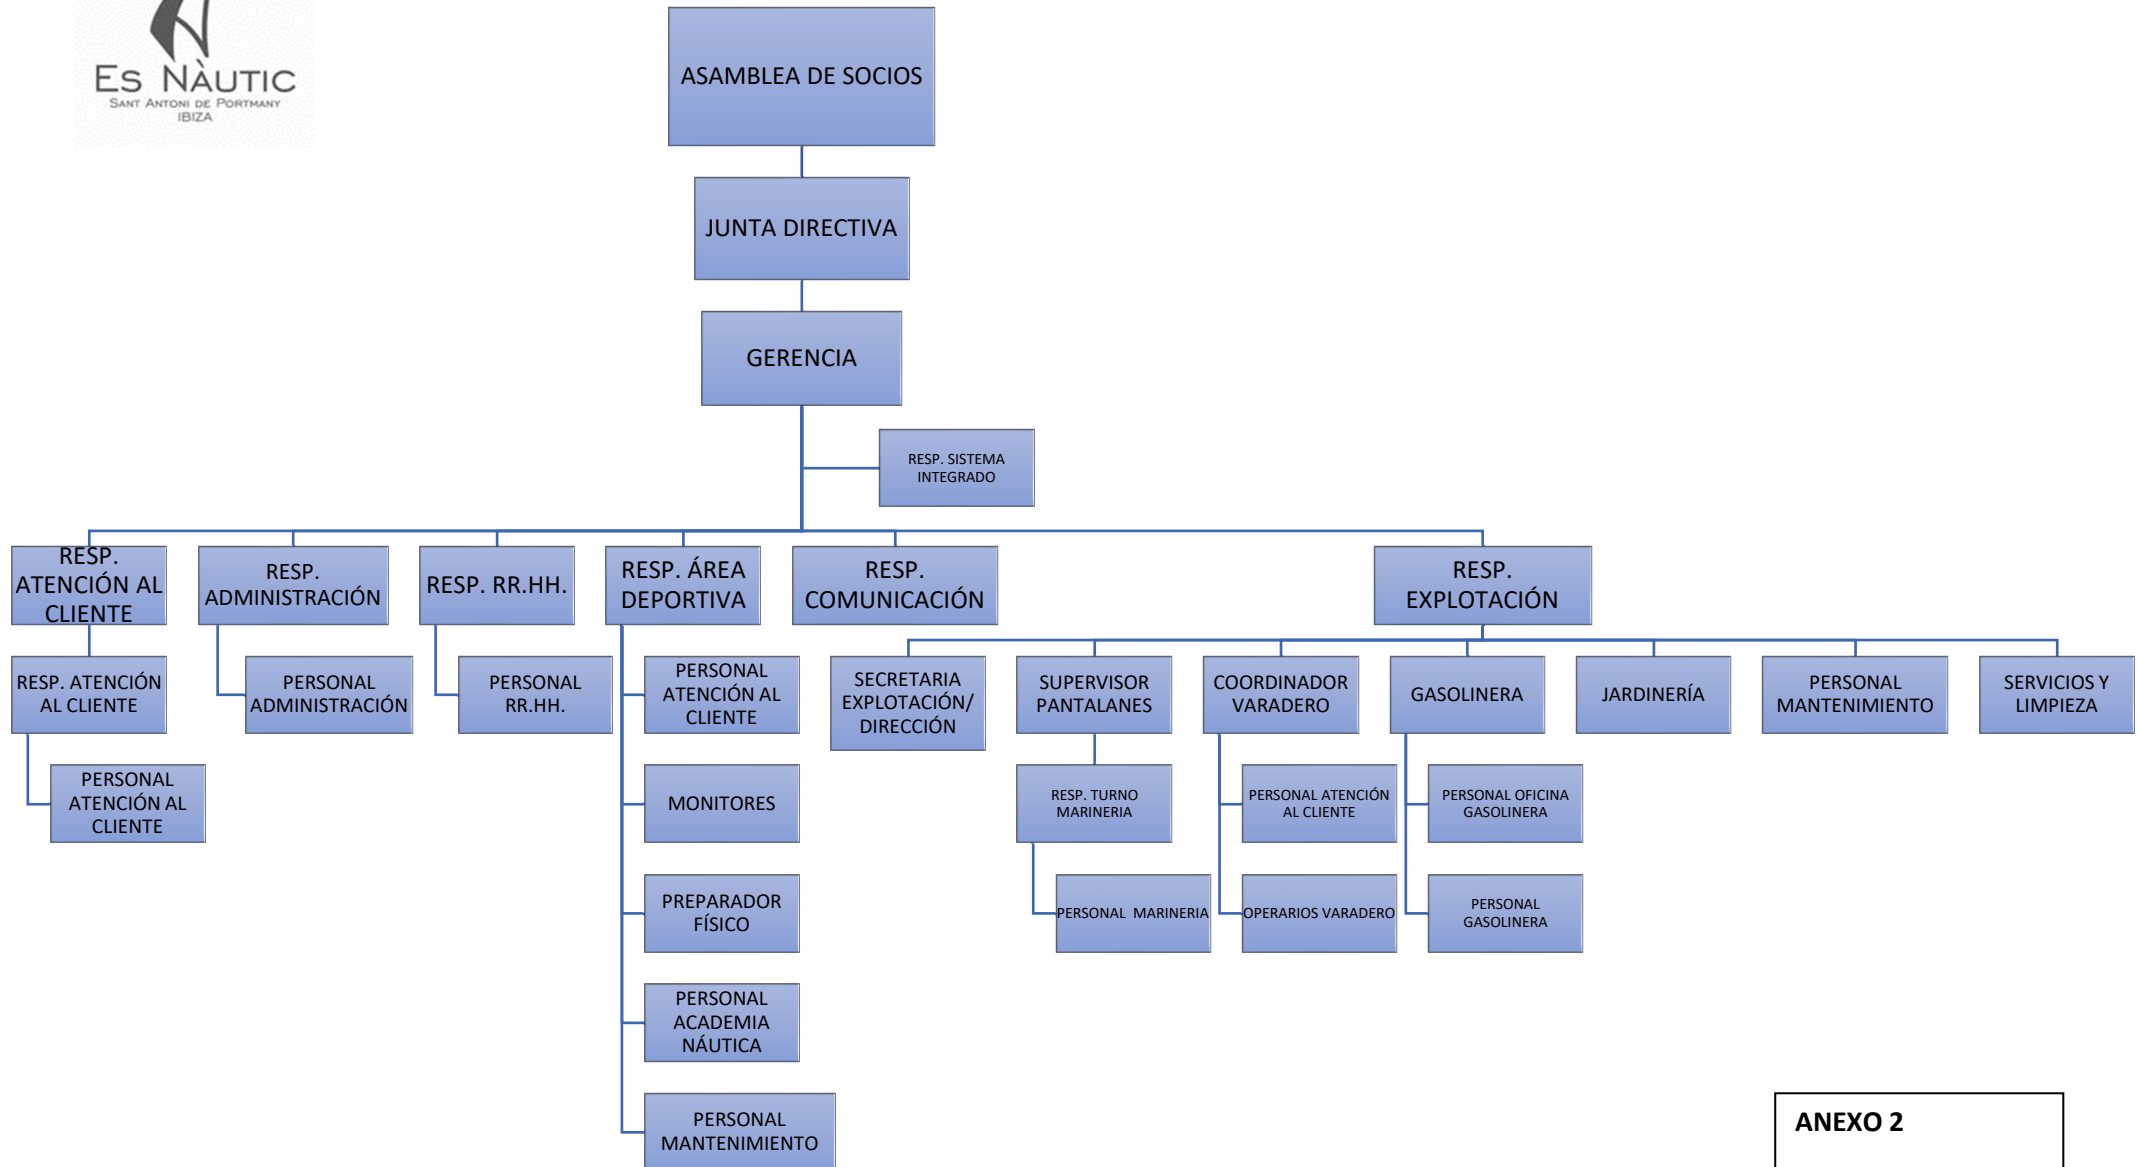 ES NÀUTIC
SANT ANTONI DE PORTMANY
IBIZA
ASAMBLEA DE SOCIOS
JUNTA DIRECTIVA
GERENCIA
RESP. SISTEMA
INTEGRADO
RESP.
ATENCIÓN AL
CLIENTE
RESP.
ADMINISTRACIÓN
RESP. RR.HH.
RESP. ÁREA
DEPORTIVA
RESP.
COMUNICACIÓN
RESP.
EXPLOTACIÓN
RESP. ATENCIÓN
AL CLIENTE
PERSONAL
ADMINISTRACIÓN
PERSONAL
RR.HH.
PERSONAL
ATENCIÓN AL
CLIENTE
SECRETARIA
EXPLOTACIÓN/
DIRECCIÓN
SUPERVISOR
PANTALANES
COORDINADOR
VARADERO
GASOLINERA
JARDINERÍA
PERSONAL
MANTENIMIENTO
SERVICIOS Y
LIMPIEZA
PERSONAL
ATENCIÓN AL
CLIENTE
MONITORES
RESP. TURNO
MARINERIA
PERSONAL ATENCIÓN
AL CLIENTE
PERSONAL OFICINA
GASOLINERA
PREPARADOR
FÍSICO
PERSONAL MARINERIA
OPERARIOS VARADERO
PERSONAL
GASOLINERA
PERSONAL
ACADEMIA
NÁUTICA
PERSONAL
MANTENIMIENTO
ANEXO 2